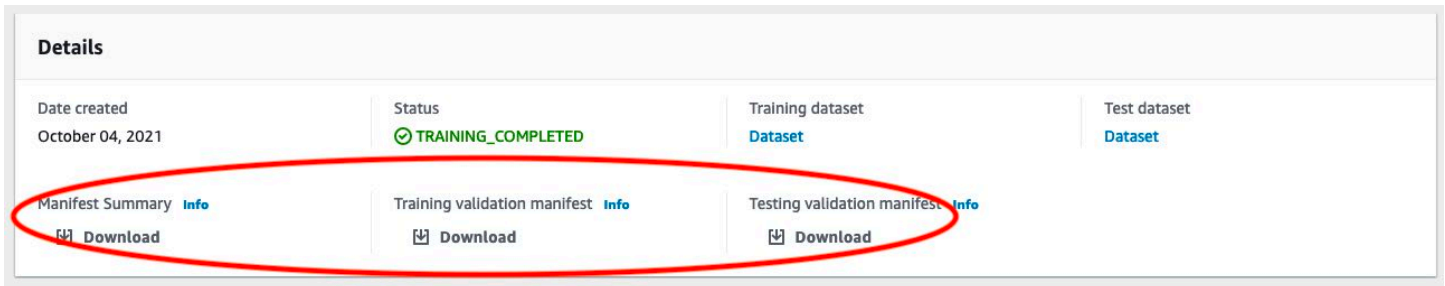 Details
Date created
Status
Training dataset
Test dataset
October 04, 2021
TRAINING_COMPLETED
Dataset
Dataset
Manifest Summary Info
Training validation manifest Info
Testing validation manifest Info
Download
Download
Download